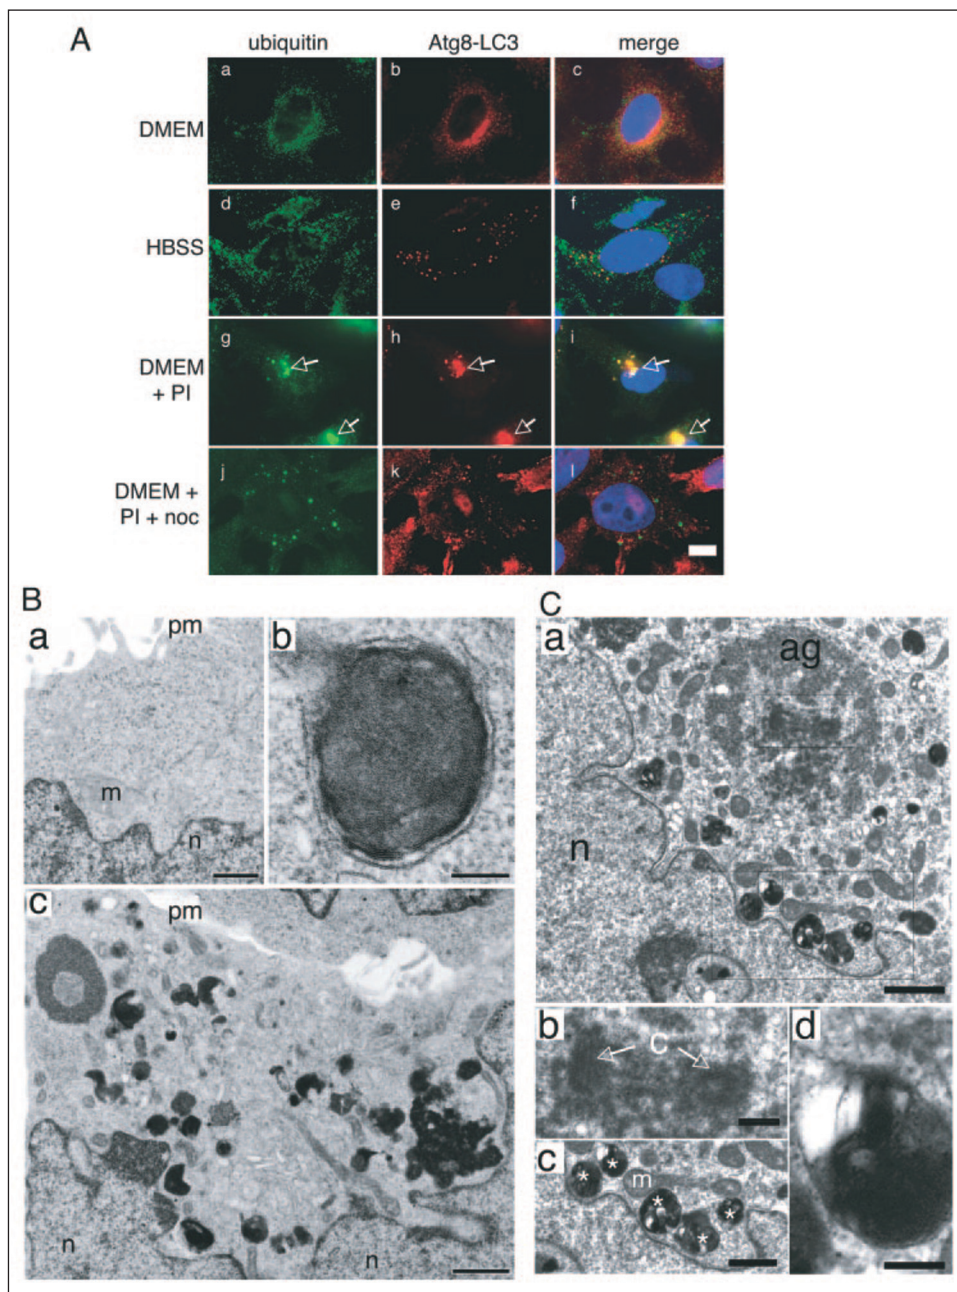 A
ubiquitin Atg8-LC3 merge
DMEM a b c
HBSS d e f
DMEM
+ PI
g h i
DMEM +
PI + noc
j k l
B
a pm
m
n
b
c pm
n n
C
a ag
n
b c
d
c m
* * * * *